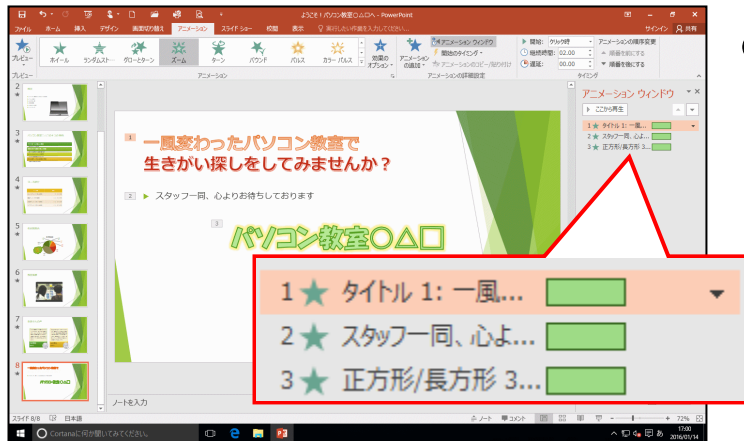 ようこそ！パソコン教室〇△□へ - PowerPoint
サインイン 共有
ファイル ホーム 挿入 デザイン 画面切り替え アニメーション スライド ショー 校閲 表示 実行したい作業を入力してください...
プレビュー
ホイール ランダムスト... グローとターン ズーム ターン バウンド パルス カラー パルス
効果のオプション
アニメーションの追加
アニメーション ウィンドウ
開始のタイミング
アニメーションのコピー/貼り付け
開始: クリック時
継続時間: 02.00
遅延: 00.00
アニメーションの順序変更
順番を前にする
順番を後にする
プレビュー アニメーション アニメーションの詳細設定 タイミング
アニメーション ウィンドウ
ここから再生
1 タイトル 1: 一風...
2 スタッフ一同、心よ...
3 正方形/長方形 3...
2
3
4
5
6
7
8
1
一風変わったパソコン教室で
生きがい探しをしてみませんか？
2 スタッフ一同、心よりお待ちしております
3
パソコン教室〇△□
1 タイトル 1: 一風...
2 スタッフ一同、心よ...
3 正方形/長方形 3...
ノートを入力
スライド 8/8 日本語
ノート コメント 72%
Cortanaに何か聞いてみてください。
あ 17:00
2016/01/14